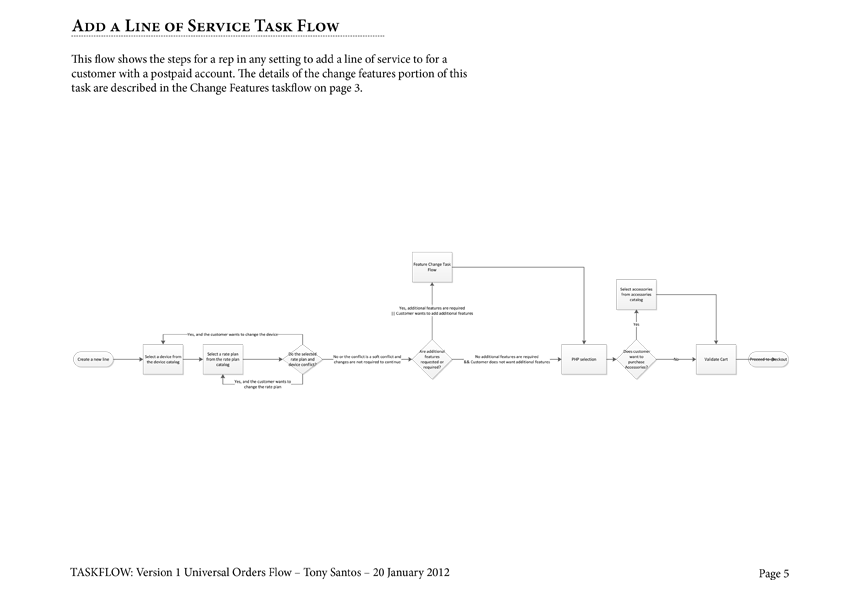 Add a Line of Service Task Flow
This flow shows the steps for a rep in any setting to add a line of service to for a
customer with a postpaid account. The details of the change features portion of this
task are described in the Change Features taskflow on page 3.
Feature Change Task
Flow
Select accessories
from accessories
catalog
Yes, additional features are required
|| Customer wants to add additional features
Yes
Yes, and the customer wants to change the device
Create a new line
Select a device from
the device catalog
Select a rate plan
from the rate plan
catalog
Do the selected
rate plan and
device conflict?
No or the conflict is a soft conflict and
changes are not required to continue
Are additional
features
requested or
required?
No additional features are required
&& Customer does not want additional features
PHP selection
Does customer
want to
purchase
Accessories?
No
Validate Cart
Proceed to checkout
Yes, and the customer wants to
change the rate plan
TASKFLOW: Version 1 Universal Orders Flow – Tony Santos – 20 January 2012
Page 5